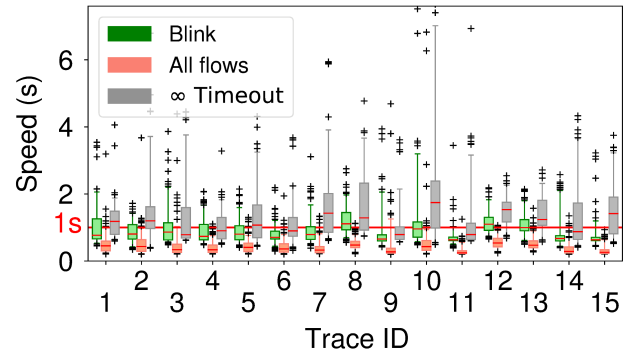 Blink
All flows
∞ Timeout
Speed (s)
6
4
2
1s
0
2 4 6 8 10 12 14
1 3 5 7 9 11 13 15
Trace ID